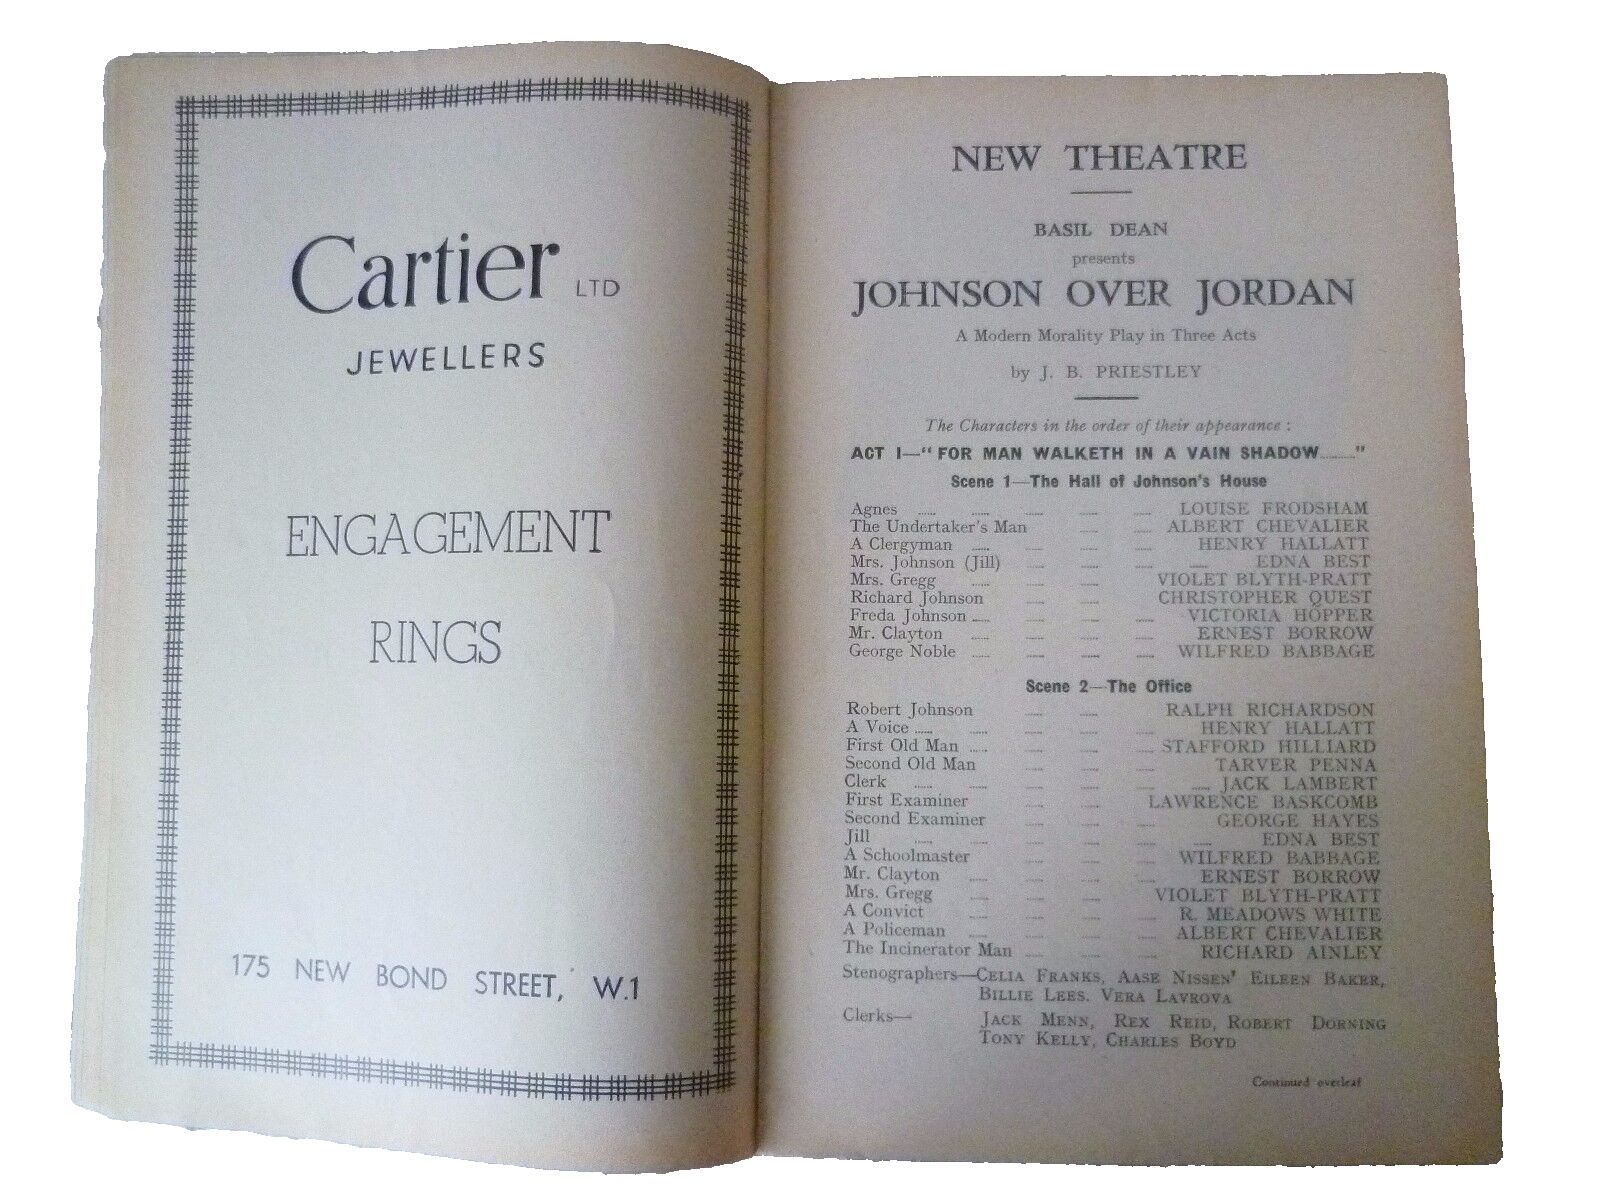 Cartier LTD
JEWELLERS
ENGAGEMENT
RINGS
175 NEW BOND STREET, W.1
NEW THEATRE
BASIL DEAN
presents
JOHNSON OVER JORDAN
A Modern Morality Play in Three Acts
by J. B. PRIESTLEY
The Characters in the order of their appearance :
ACT I—“ FOR MAN WALKETH IN A VAIN SHADOW.........”
Scene 1—The Hall of Johnson's House
Agnes ..... ..... ..... ..... ..... LOUISE FRODSHAM
The Undertaker's Man ..... ..... ALBERT CHEVALIER
A Clergyman ..... ..... ..... ..... HENRY HALLATT
Mrs. Johnson (Jill) ..... ..... ..... ..... EDNA BEST
Mrs. Gregg ..... ..... ..... VIOLET BLYTH-PRATT
Richard Johnson ..... ..... CHRISTOPHER QUEST
Freda Johnson ..... ..... ..... ..... VICTORIA HOPPER
Mr. Clayton ..... ..... ..... ..... ERNEST BORROW
George Noble ..... ..... ..... ..... WILFRED BABBAGE
Scene 2—The Office
Robert Johnson ..... ..... RALPH RICHARDSON
A Voice ..... ..... ..... ..... ..... HENRY HALLATT
First Old Man ..... ..... ..... ..... STAFFORD HILLIARD
Second Old Man ..... ..... ..... TARVER PENNA
Clerk ..... ..... ..... ..... ..... JACK LAMBERT
First Examiner ..... ..... LAWRENCE BASKCOMB
Second Examiner ..... ..... ..... GEORGE HAYES
Jill ..... ..... ..... ..... ..... ..... EDNA BEST
A Schoolmaster ..... ..... ..... WILFRED BABBAGE
Mr. Clayton ..... ..... ..... ..... ERNEST BORROW
Mrs. Gregg ..... ..... ..... VIOLET BLYTH-PRATT
A Convict ..... ..... ..... ..... R. MEADOWS WHITE
A Policeman ..... ..... ..... ..... ALBERT CHEVALIER
The Incinerator Man ..... ..... ..... ..... RICHARD AINLEY
Stenographers—CELIA FRANKS, AASE NISSEN' EILEEN BAKER,
BILLIE LEES. VERA LAVROVA
Clerks— JACK MENN, REX REID, ROBERT DORNING
TONY KELLY, CHARLES BOYD
Continued overleaf